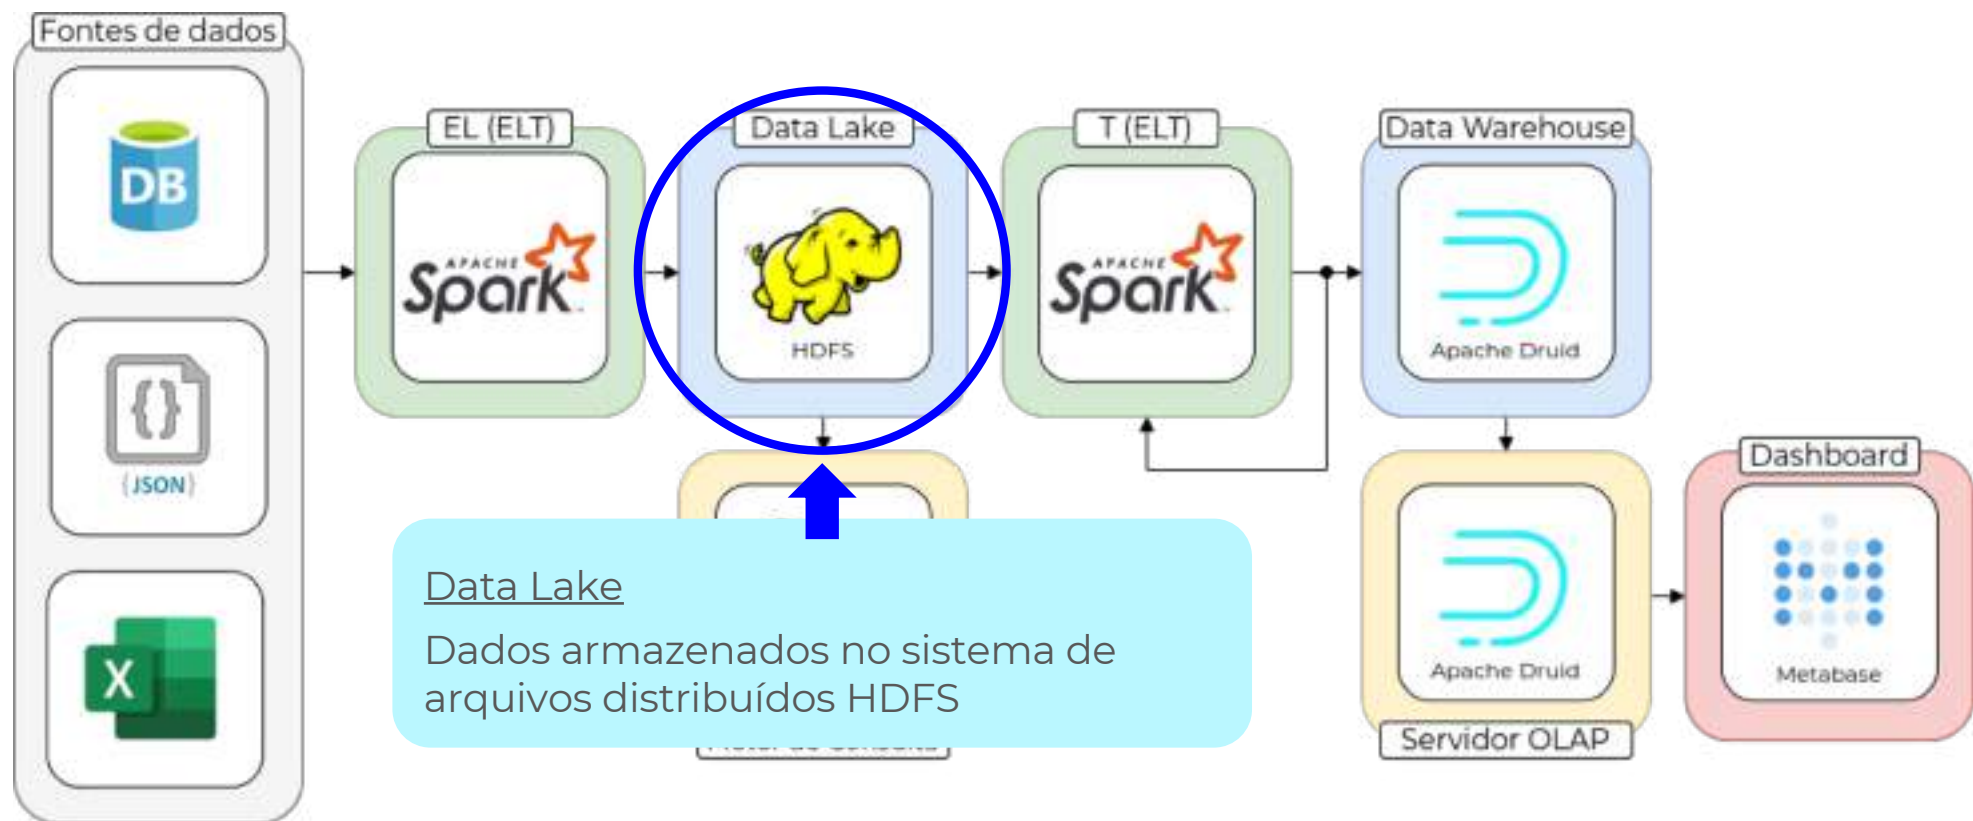 Fontes de dados
DB
{}
{JSON}
X
EL (ELT)
APACHE
Spark
Data Lake
HDFS
T (ELT)
APACHE
Spark
Data Warehouse
Apache Druid
Apache Druid
Servidor OLAP
Dashboard
Metabase
Data Lake
Dados armazenados no sistema de
arquivos distribuídos HDFS